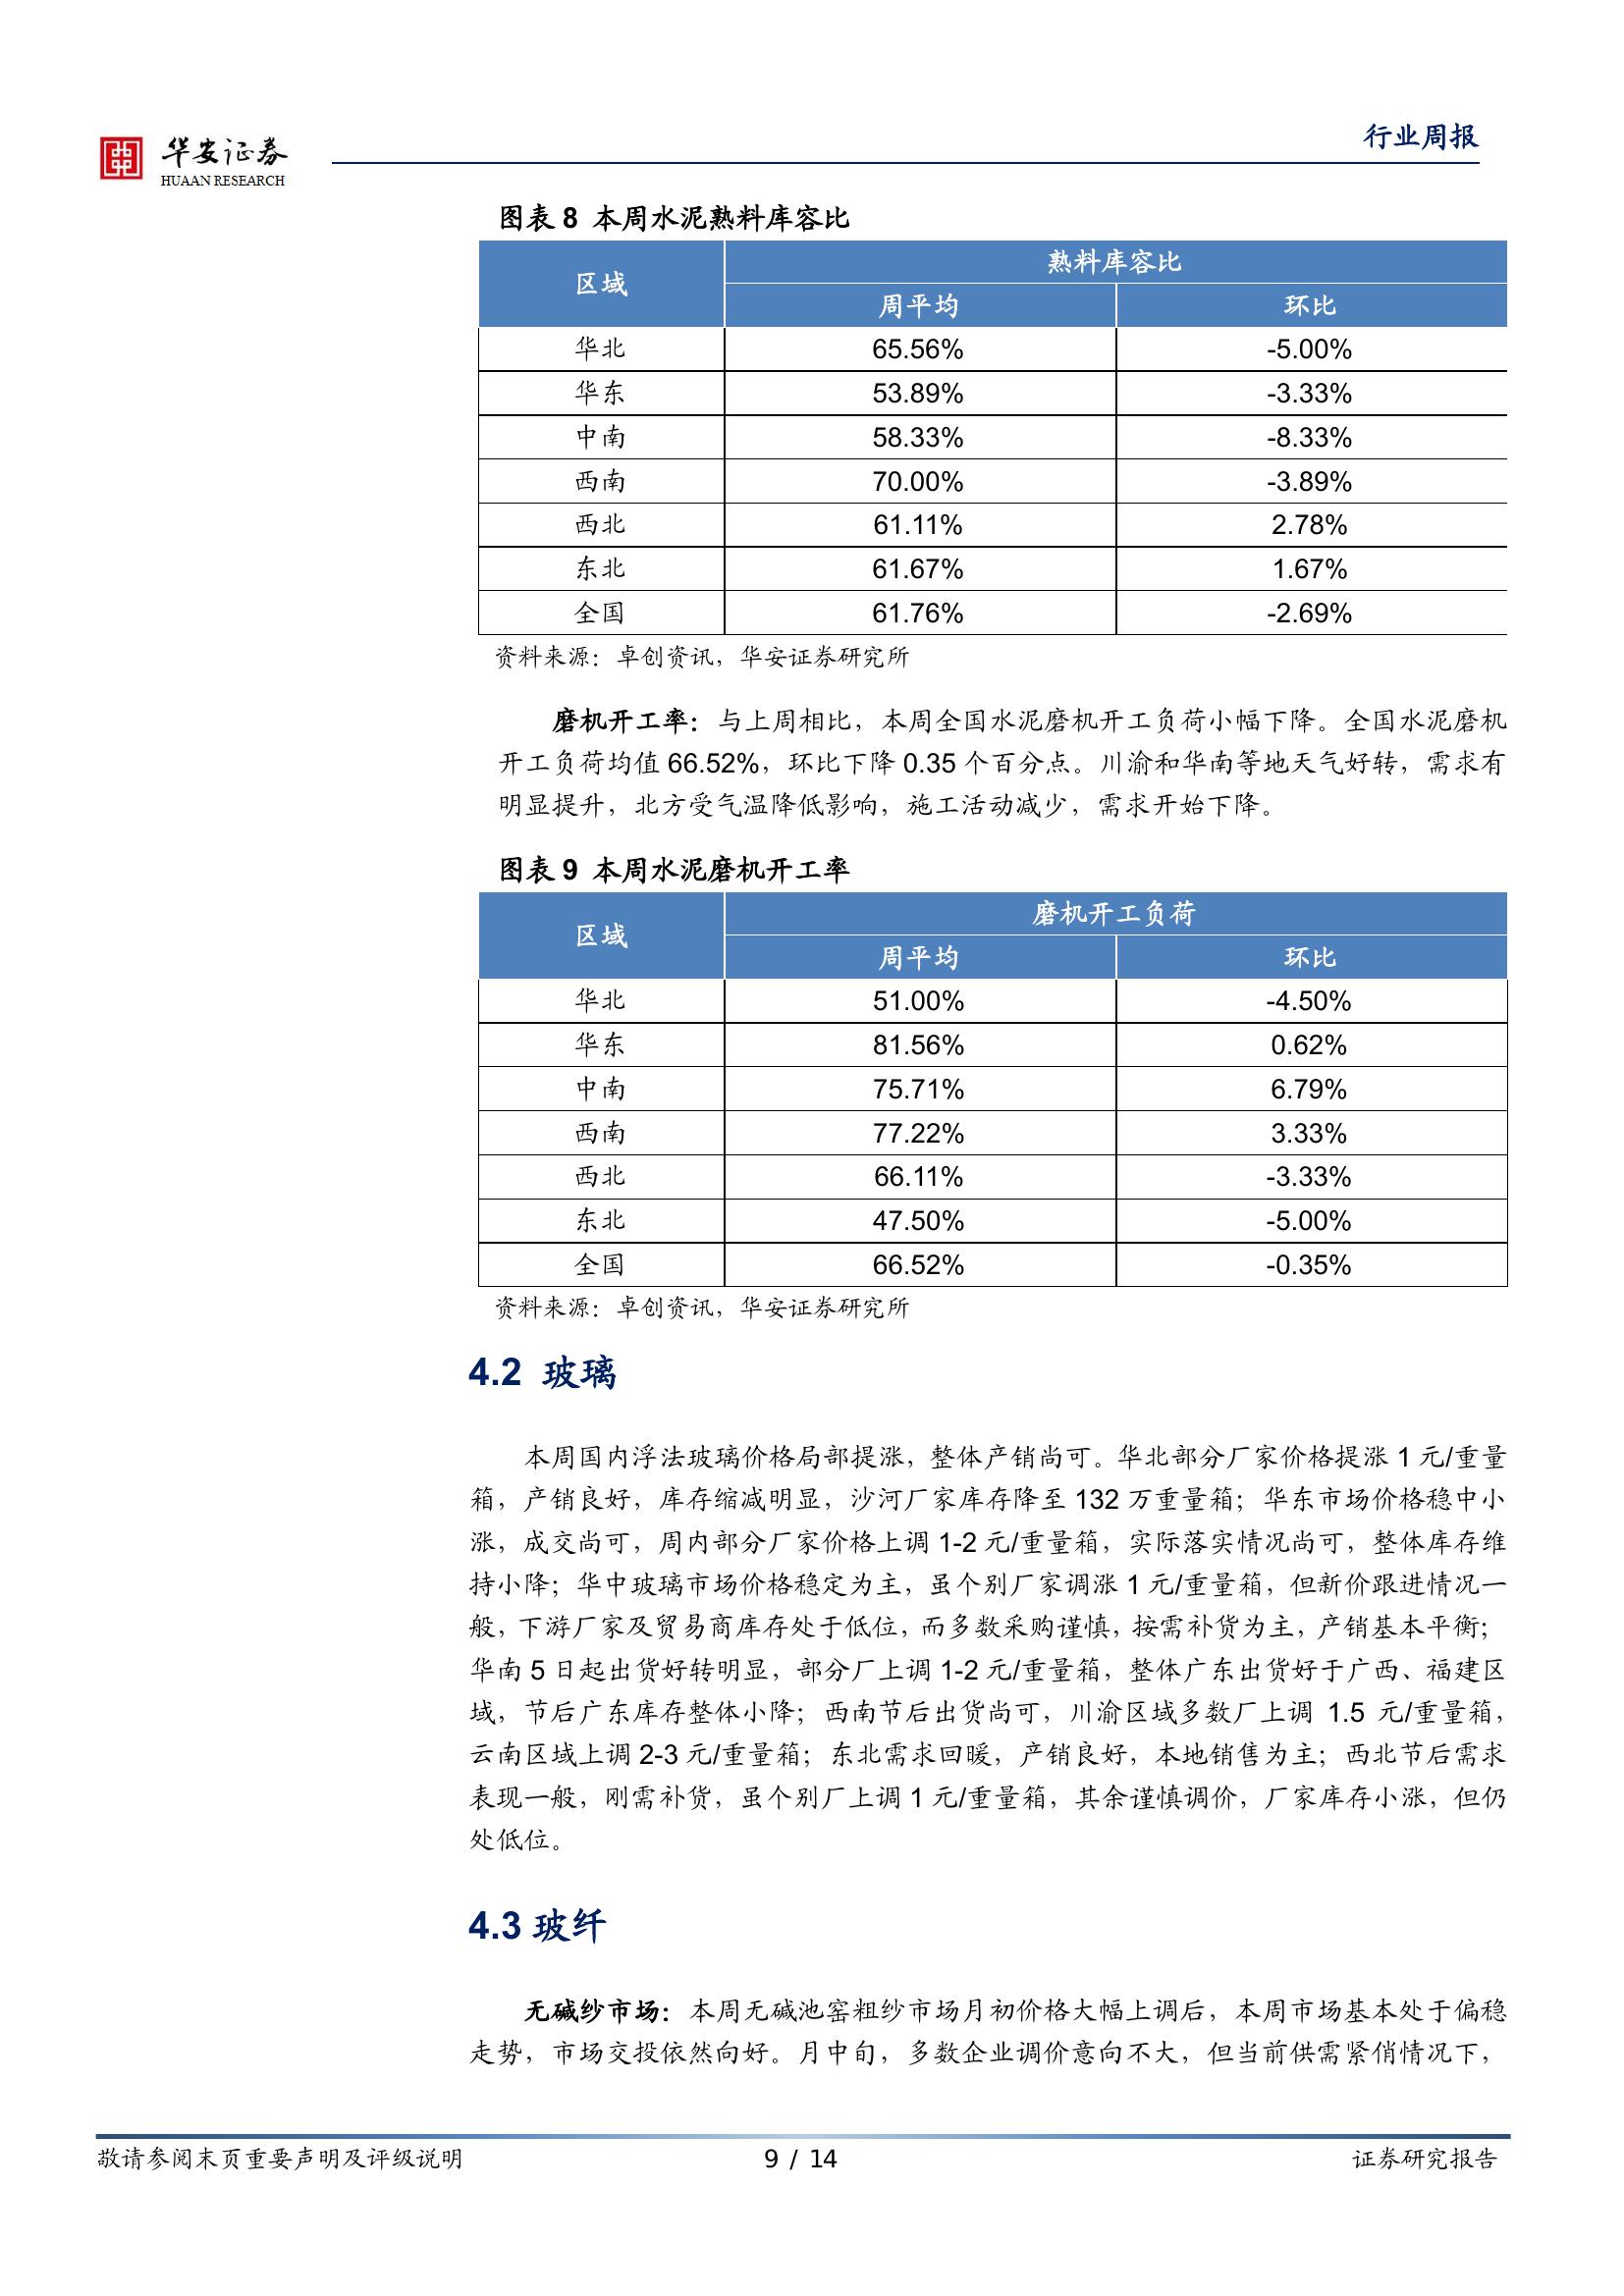 华安证券
HUAAN RESEARCH
行业周报
图表 8 本周水泥熟料库容比
区域 熟料库容比
周平均 环比
华北 65.56% -5.00%
华东 53.89% -3.33%
中南 58.33% -8.33%
西南 70.00% -3.89%
西北 61.11% 2.78%
东北 61.67% 1.67%
全国 61.76% -2.69%
资料来源：卓创资讯，华安证券研究所
磨机开工率：与上周相比，本周全国水泥磨机开工负荷小幅下降。全国水泥磨机
开工负荷均值 66.52%，环比下降 0.35 个百分点。川渝和华南等地天气好转，需求有
明显提升，北方受气温降低影响，施工活动减少，需求开始下降。
图表 9 本周水泥磨机开工率
区域 磨机开工负荷
周平均 环比
华北 51.00% -4.50%
华东 81.56% 0.62%
中南 75.71% 6.79%
西南 77.22% 3.33%
西北 66.11% -3.33%
东北 47.50% -5.00%
全国 66.52% -0.35%
资料来源：卓创资讯，华安证券研究所
4.2 玻璃
本周国内浮法玻璃价格局部提涨，整体产销尚可。华北部分厂家价格提涨 1 元/重量
箱，产销良好，库存缩减明显，沙河厂家库存降至 132 万重量箱；华东市场价格稳中小
涨，成交尚可，周内部分厂家价格上调 1-2 元/重量箱，实际落实情况尚可，整体库存维
持小降；华中玻璃市场价格稳定为主，虽个别厂家调涨 1 元/重量箱，但新价跟进情况一
般，下游厂家及贸易商库存处于低位，而多数采购谨慎，按需补货为主，产销基本平衡；
华南 5 日起出货好转明显，部分厂上调 1-2 元/重量箱，整体广东出货好于广西、福建区
域，节后广东库存整体小降；西南节后出货尚可，川渝区域多数厂上调 1.5 元/重量箱，
云南区域上调 2-3 元/重量箱；东北需求回暖，产销良好，本地销售为主；西北节后需求
表现一般，刚需补货，虽个别厂上调 1 元/重量箱，其余谨慎调价，厂家库存小涨，但仍
处低位。
4.3 玻纤
无碱纱市场：本周无碱池窑粗纱市场月初价格大幅上调后，本周市场基本处于偏稳
走势，市场交投依然向好。月中旬，多数企业调价意向不大，但当前供需紧俏情况下，
敬请参阅末页重要声明及评级说明 9 / 14 证券研究报告